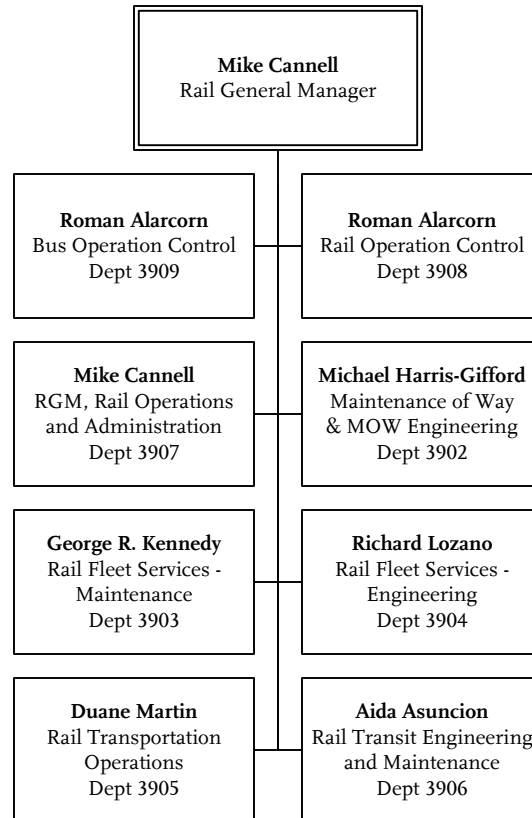 Mike Cannell
Rail General Manager
Roman Alarcorn
Bus Operation Control
Dept 3909
Roman Alarcorn
Rail Operation Control
Dept 3908
Mike Cannell
RGM, Rail Operations
and Administration
Dept 3907
Michael Harris-Gifford
Maintenance of Way
& MOW Engineering
Dept 3902
George R. Kennedy
Rail Fleet Services -
Maintenance
Dept 3903
Richard Lozano
Rail Fleet Services -
Engineering
Dept 3904
Duane Martin
Rail Transportation
Operations
Dept 3905
Aida Asuncion
Rail Transit Engineering
and Maintenance
Dept 3906